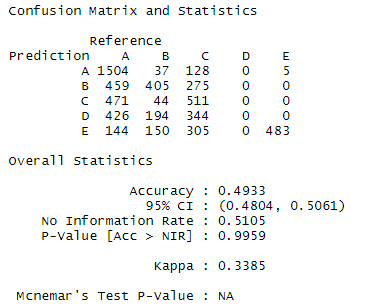 Confusion Matrix and Statistics
Reference
Prediction A B C D E
A 1504 37 128 0 5
B 459 405 275 0 0
C 471 44 511 0 0
D 426 194 344 0 0
E 144 150 305 0 483
Overall Statistics
Accuracy : 0.4933
95% CI : (0.4804, 0.5061)
No Information Rate : 0.5105
P-Value [Acc > NIR] : 0.9959
Kappa : 0.3385
Mcnemar's Test P-Value : NA